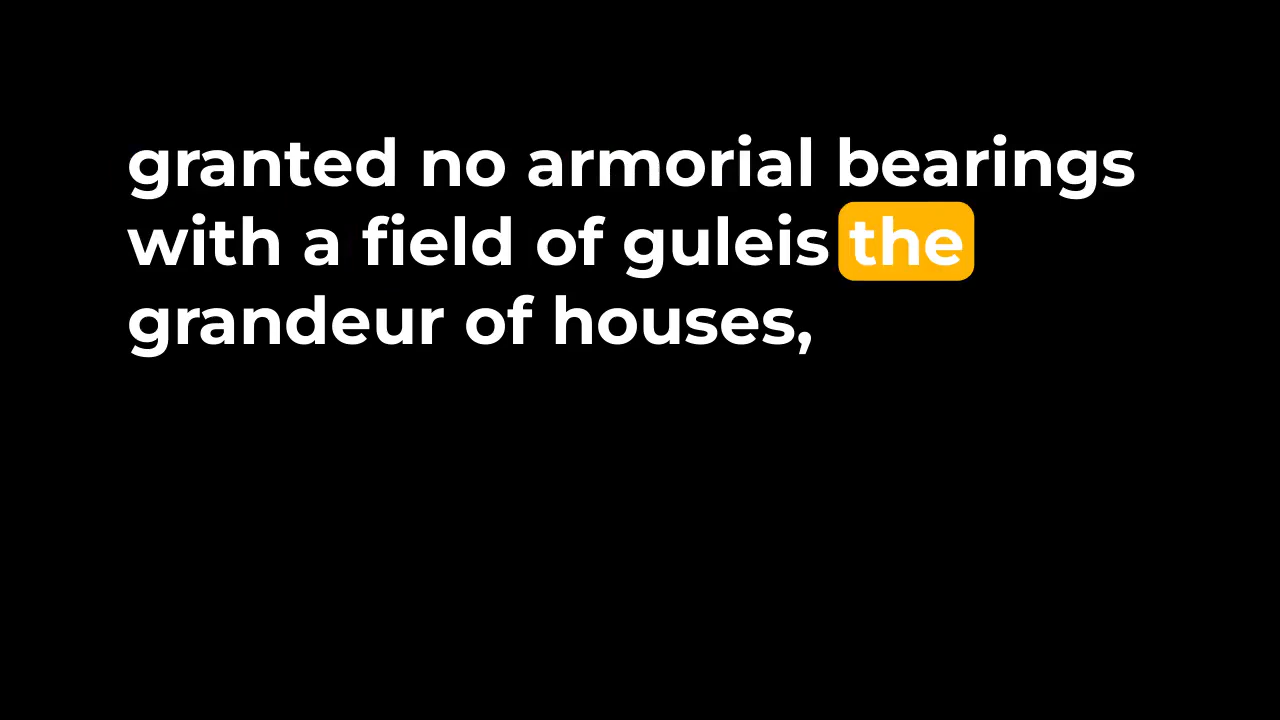 granted no armorial bearings
with a field of guleis the
grandeur of houses,